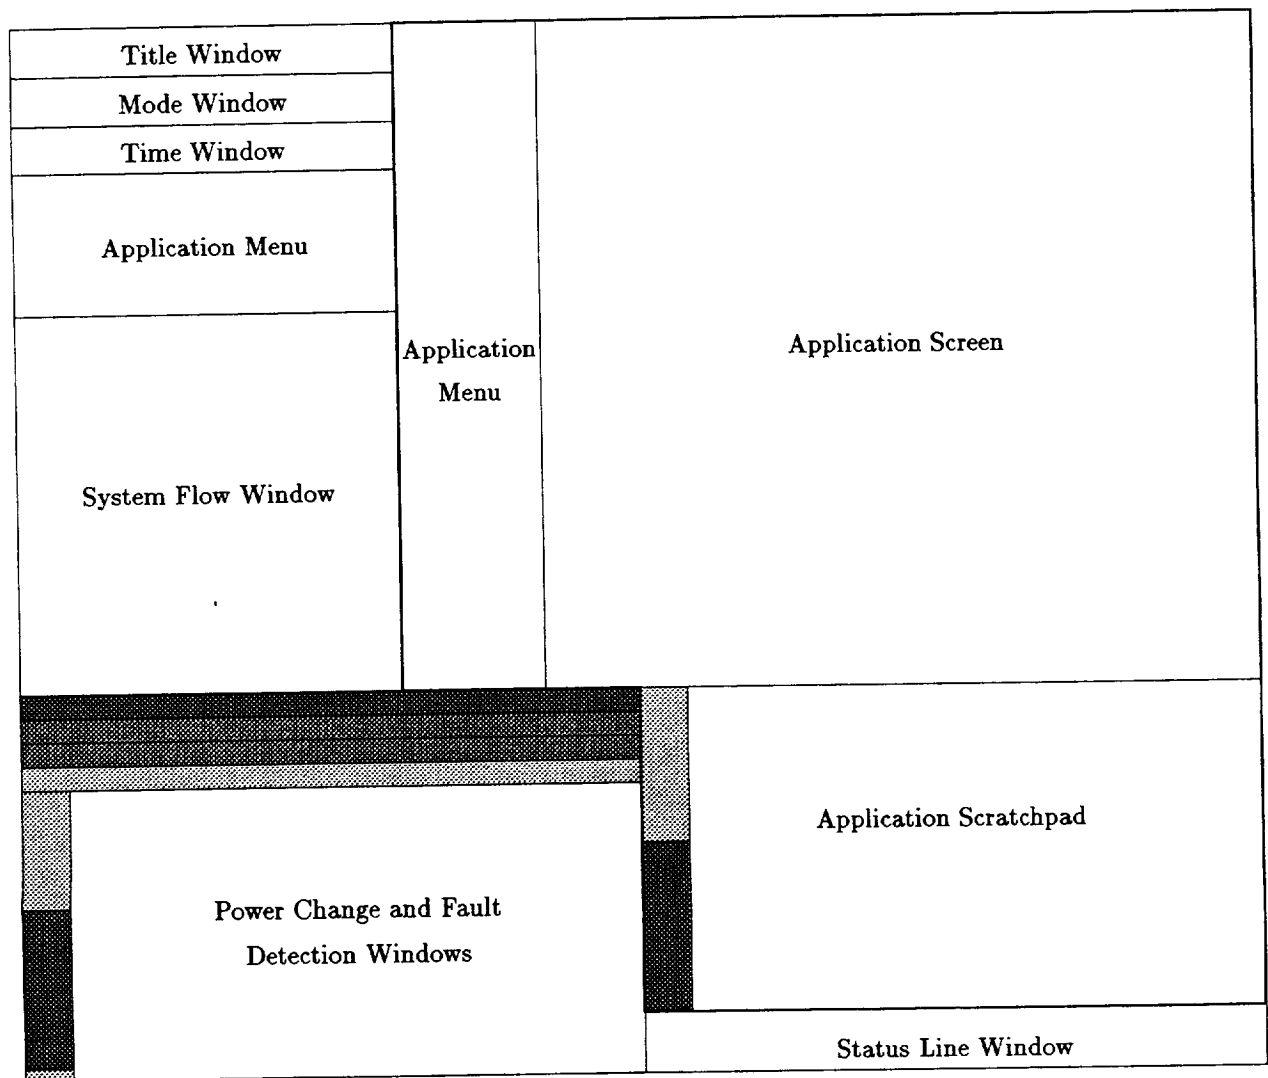 Title Window
Mode Window
Time Window
Application Menu
System Flow Window
Application
Menu
Application Screen
Power Change and Fault
Detection Windows
Application Scratchpad
Status Line Window